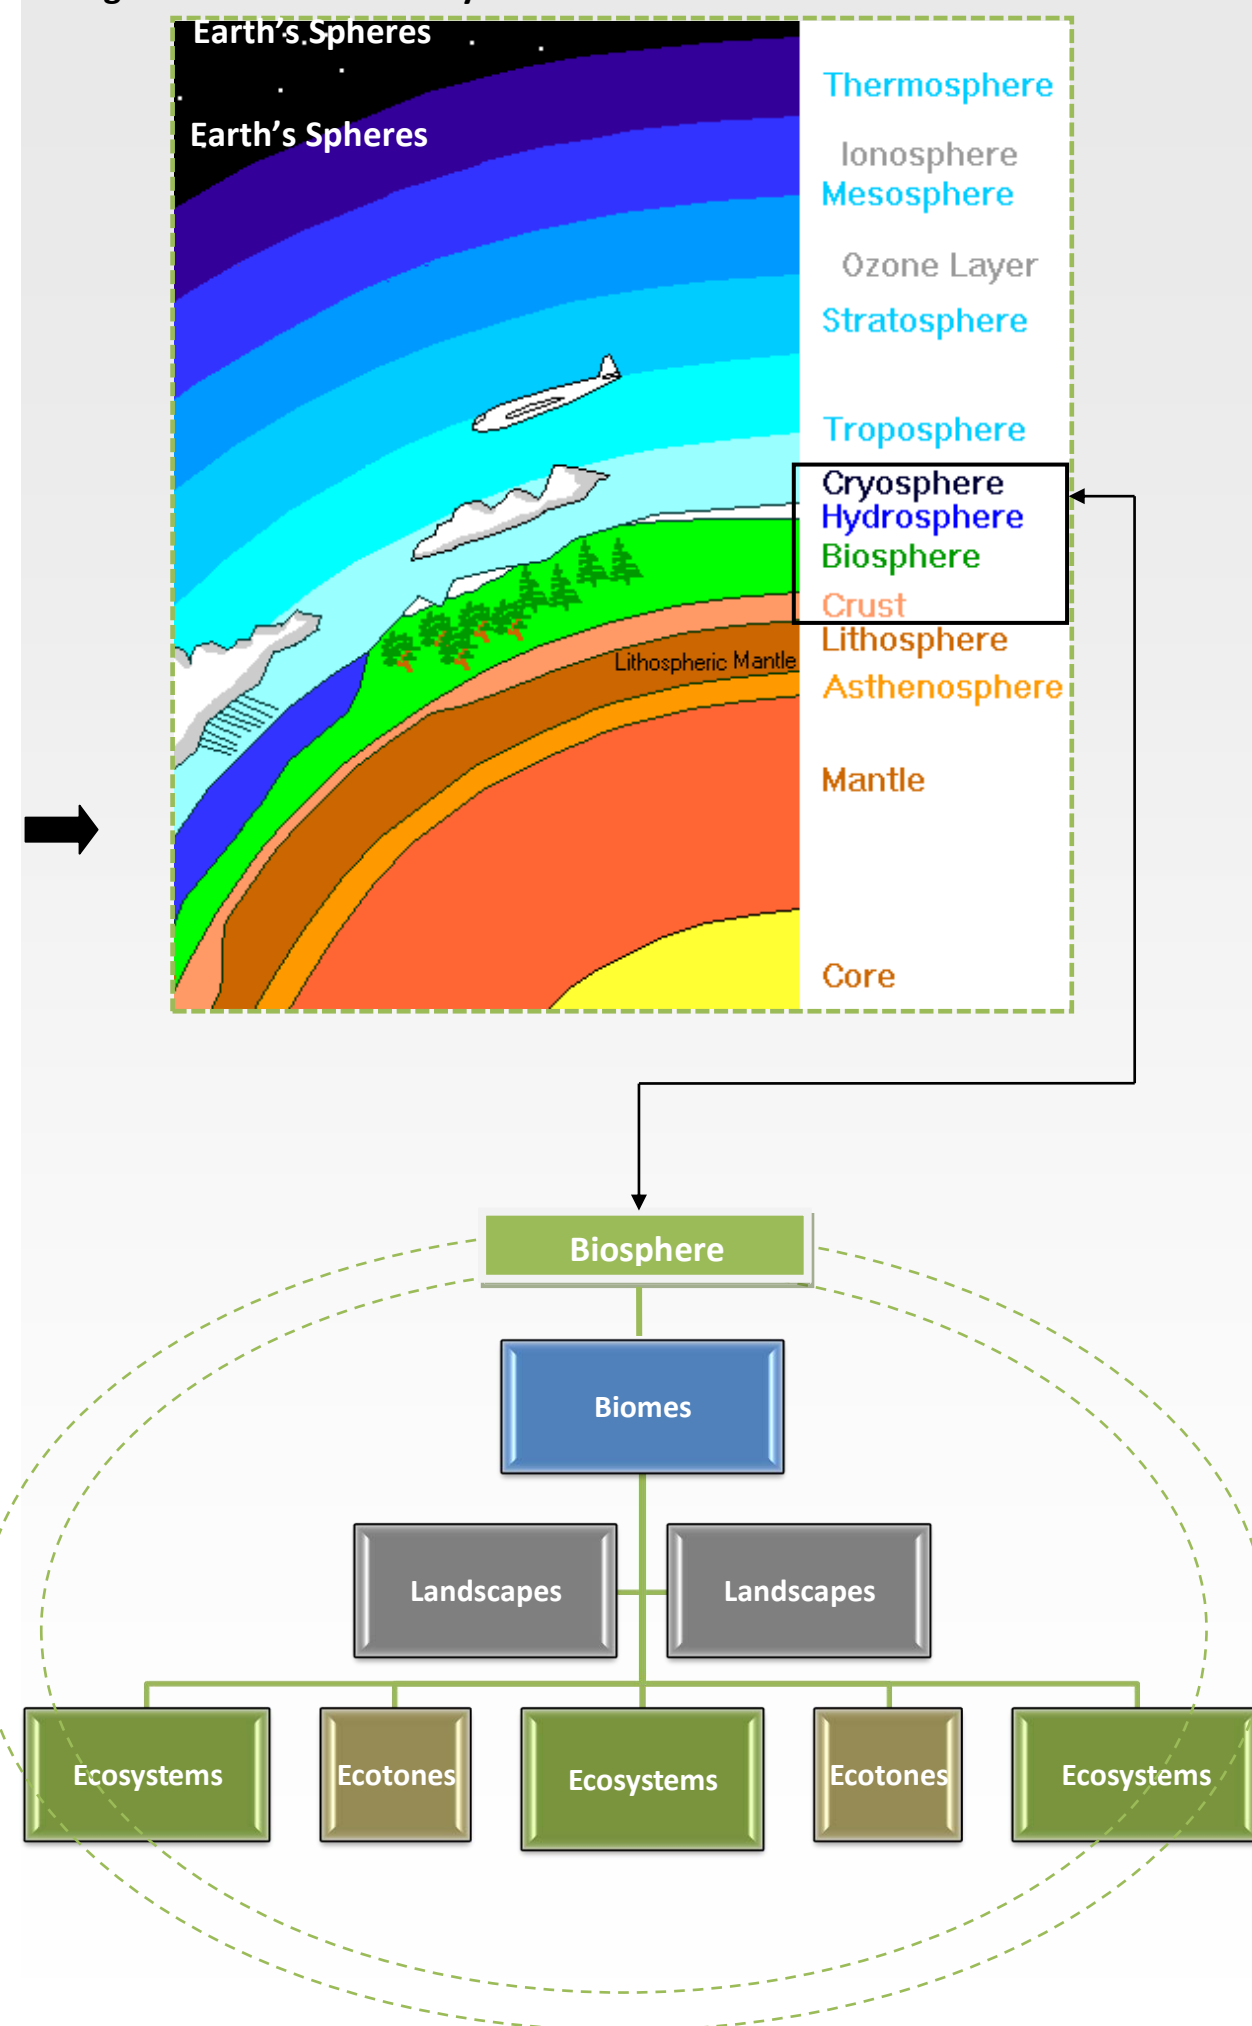 Earth's Spheres
Earth's Spheres
Thermosphere
Ionosphere
Mesosphere
Ozone Layer
Stratosphere
Troposphere
Cryosphere
Hydrosphere
Biosphere
Crust
Lithosphere
Lithospheric Mantle
Asthenosphere
Mantle
Core
Biosphere
Biomes
Landscapes Landscapes
Ecosystems Ecotones Ecosystems Ecotones Ecosystems